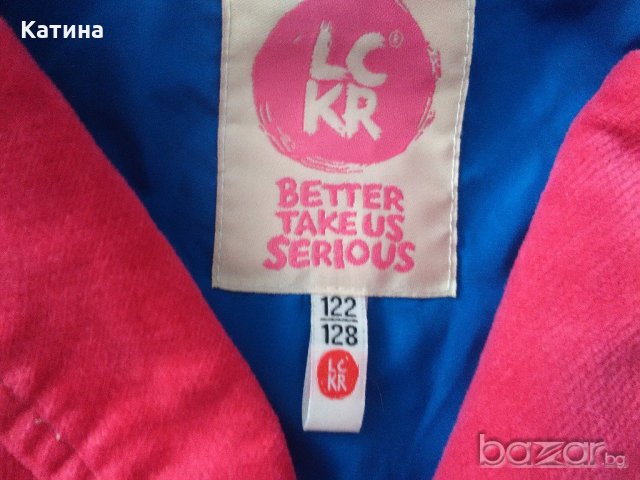 Катина
LC®
KR
BETTER
TAKE US
SERIOUS
122
128
LC
KR
bazar.bg